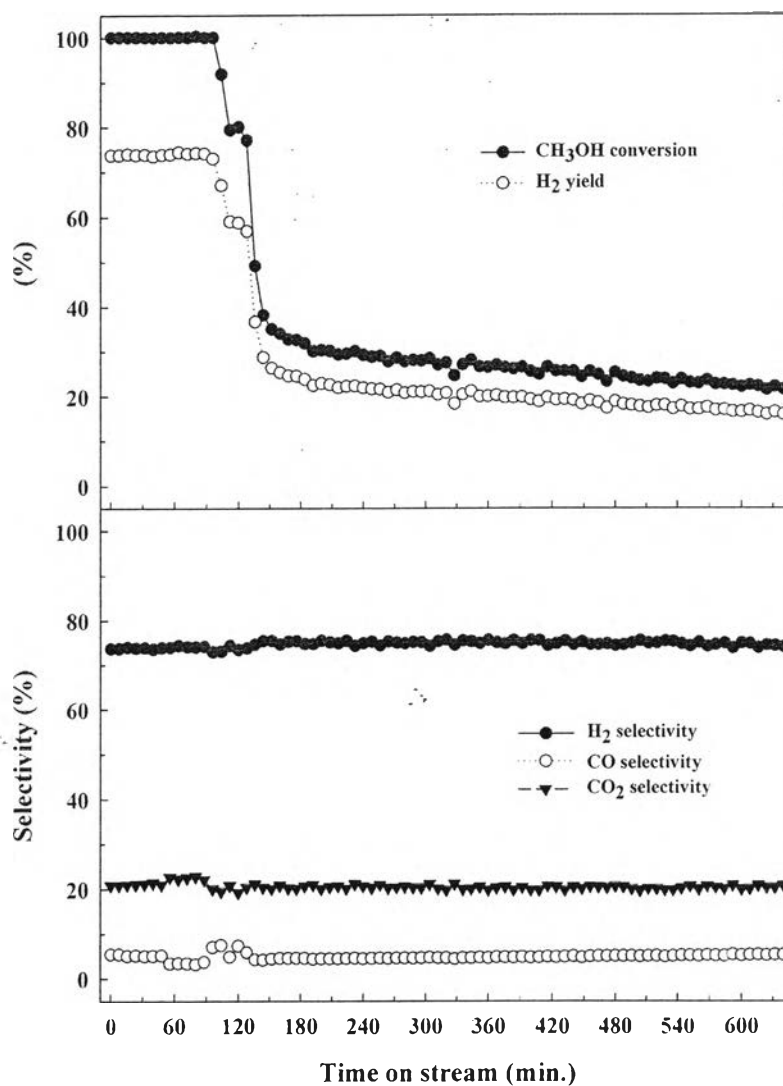 100
80
60
40
20
0
(%)
CH3OH conversion
H2 yield
100
80
60
40
20
0
Selectivity (%)
H2 selectivity
CO selectivity
CO2 selectivity
0 60 120 180 240 300 360 420 480 540 600
Time on stream (min.)